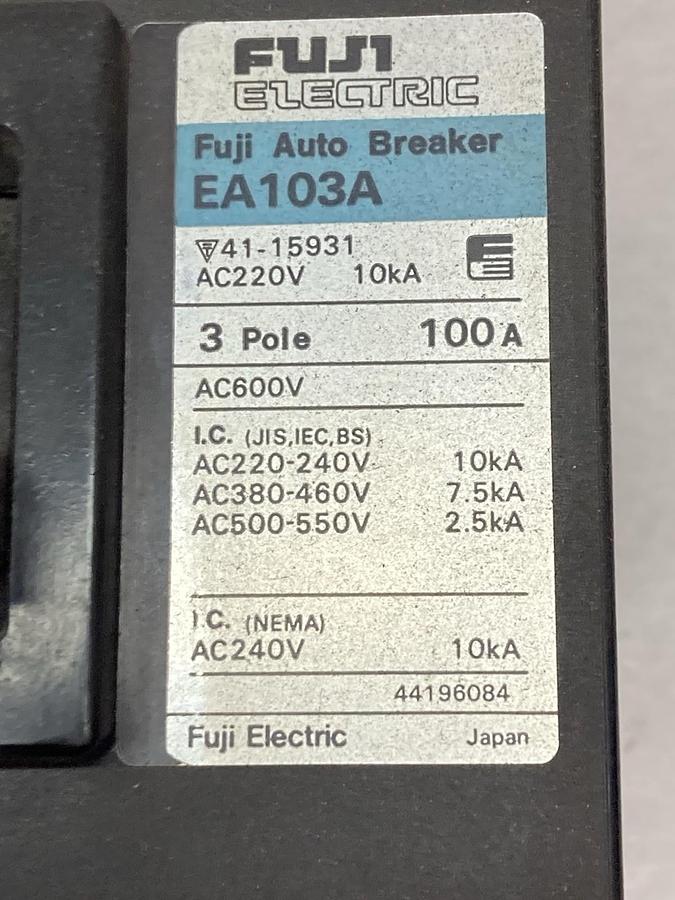 FUJI
ELECTRIC
Fuji Auto Breaker
EA103A
41-15931
AC220V 10kA
3 Pole 100A
AC600V
I.C. (JIS,IEC,BS)
AC220-240V 10kA
AC380-460V 7.5kA
AC500-550V 2.5kA
I.C. (NEMA)
AC240V 10kA
44196084
Fuji Electric Japan